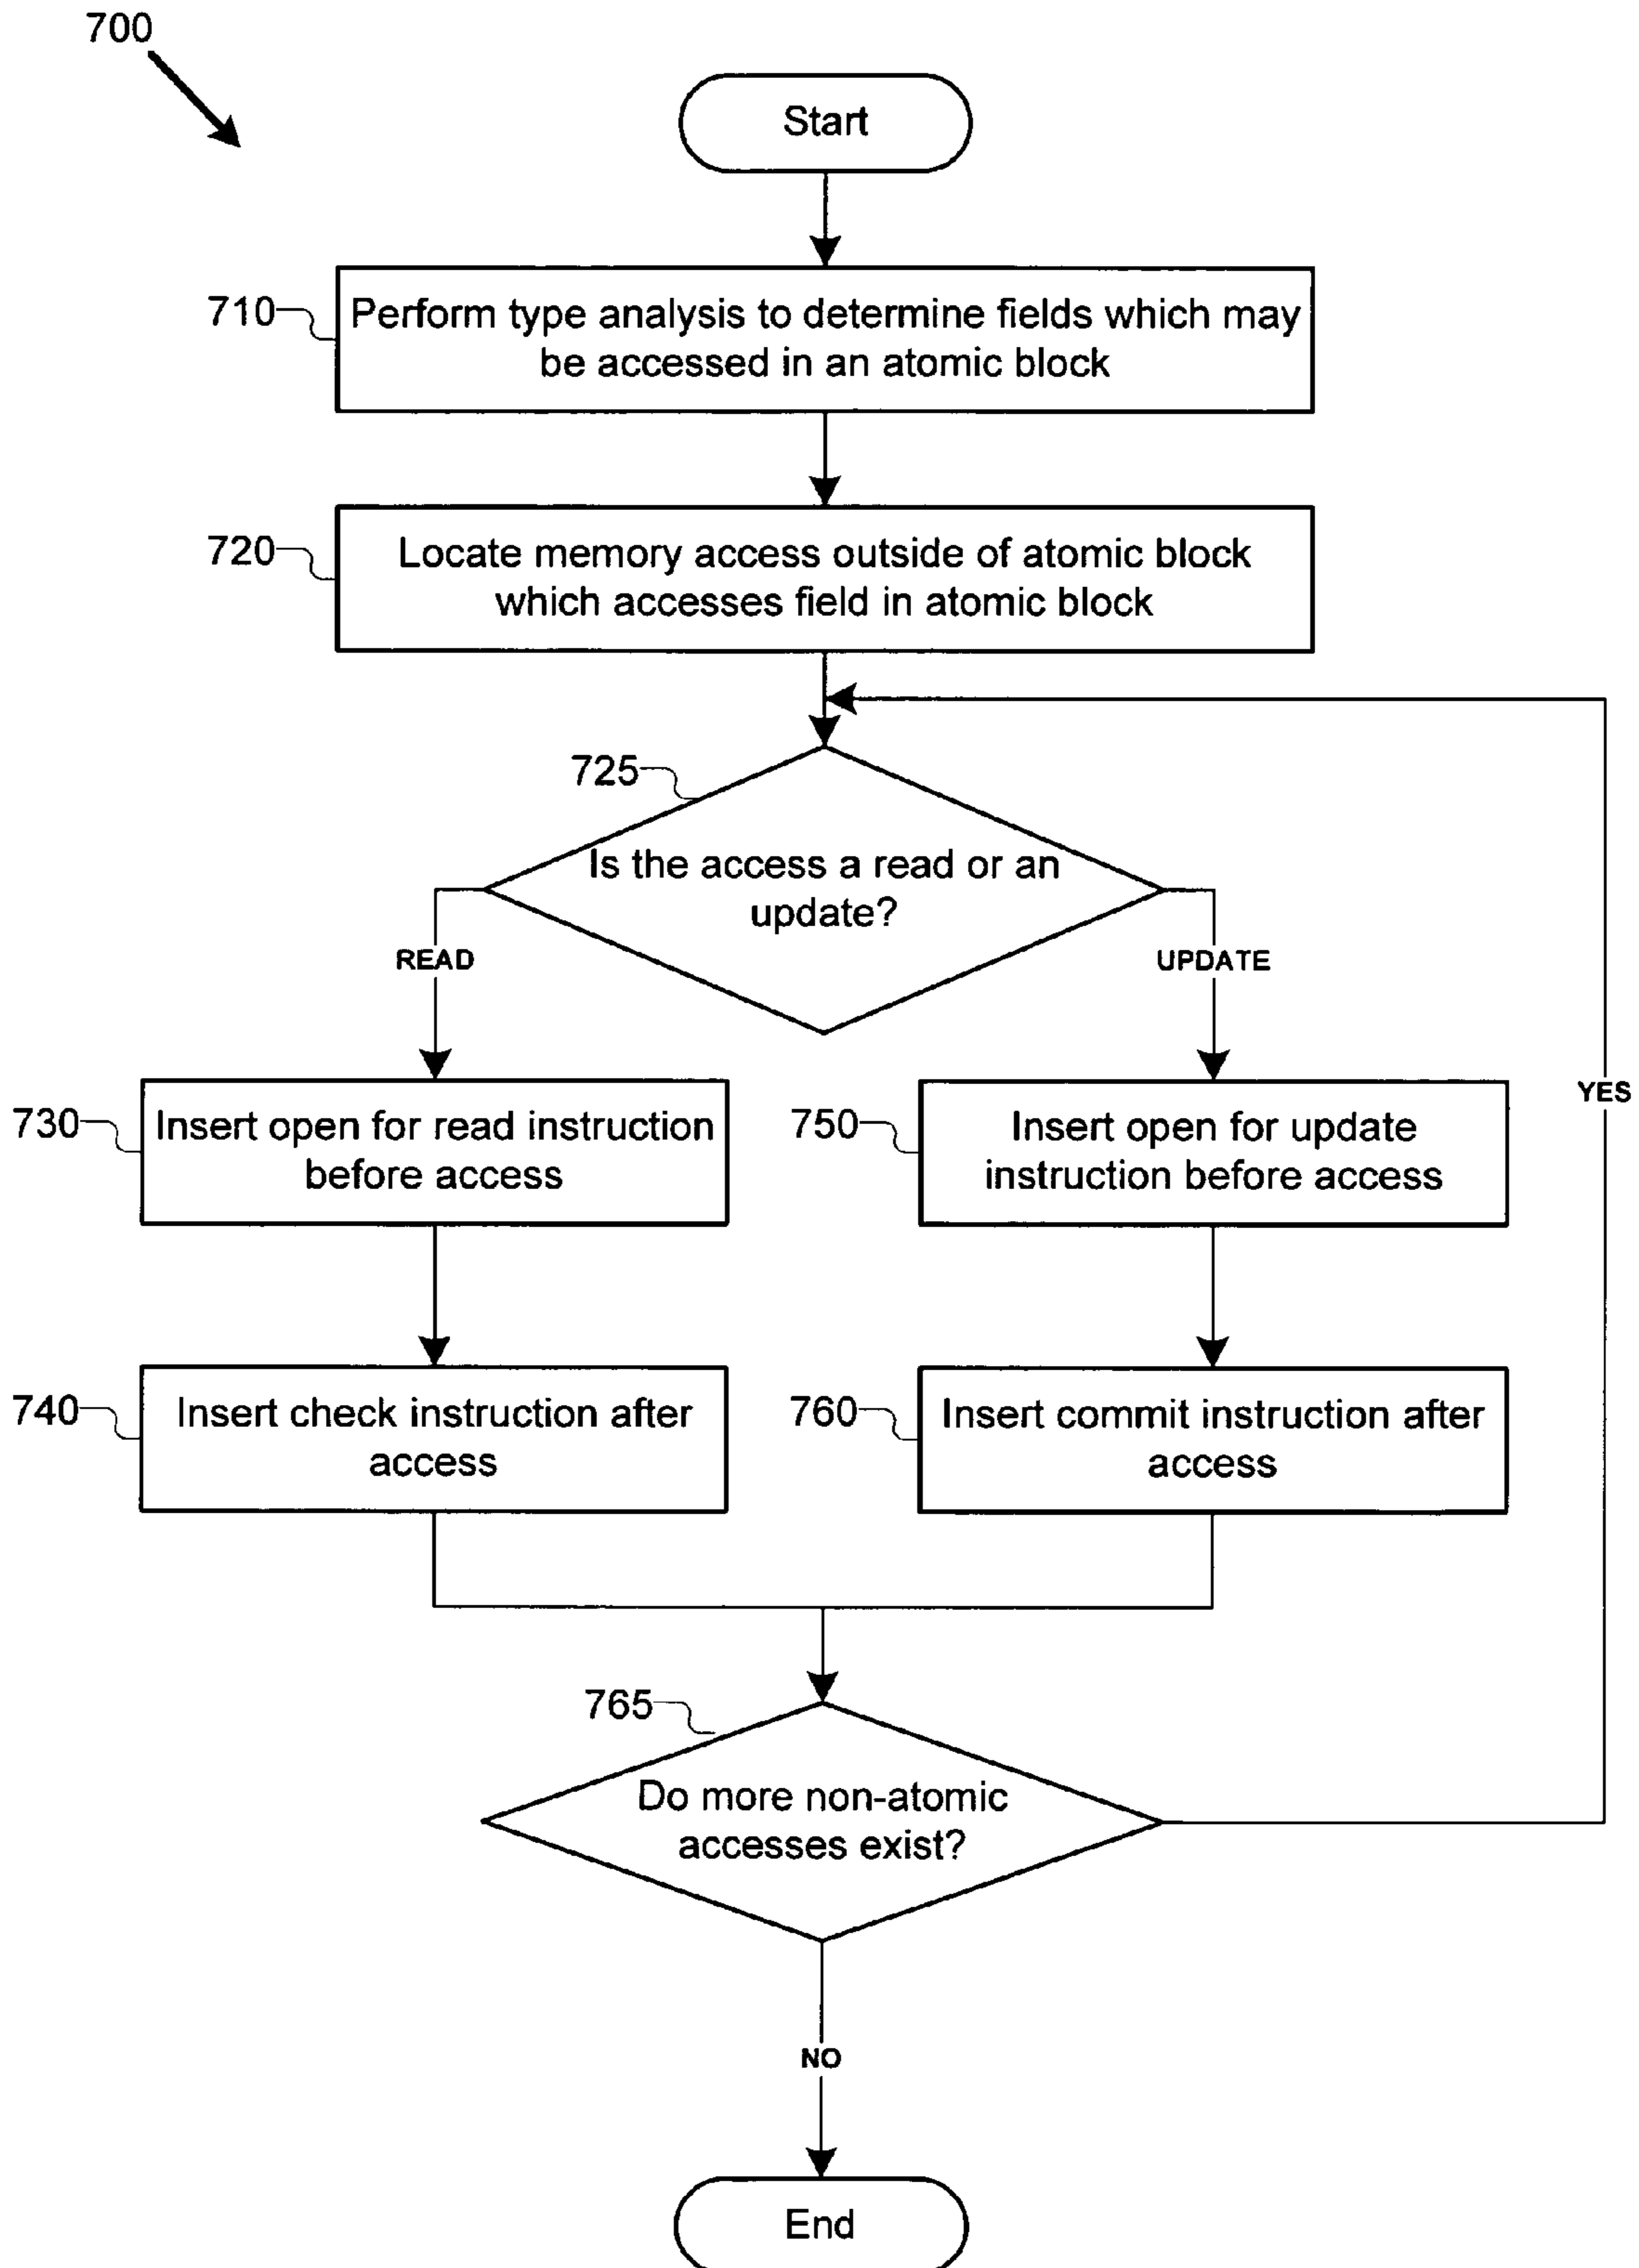 700
Start
710
Perform type analysis to determine fields which may
be accessed in an atomic block
720
Locate memory access outside of atomic block
which accesses field in atomic block
725
Is the access a read or an
update?
READ
UPDATE
YES
730
Insert open for read instruction
before access
750
Insert open for update
instruction before access
740
Insert check instruction after
access
760
Insert commit instruction after
access
765
Do more non-atomic
accesses exist?
NO
End